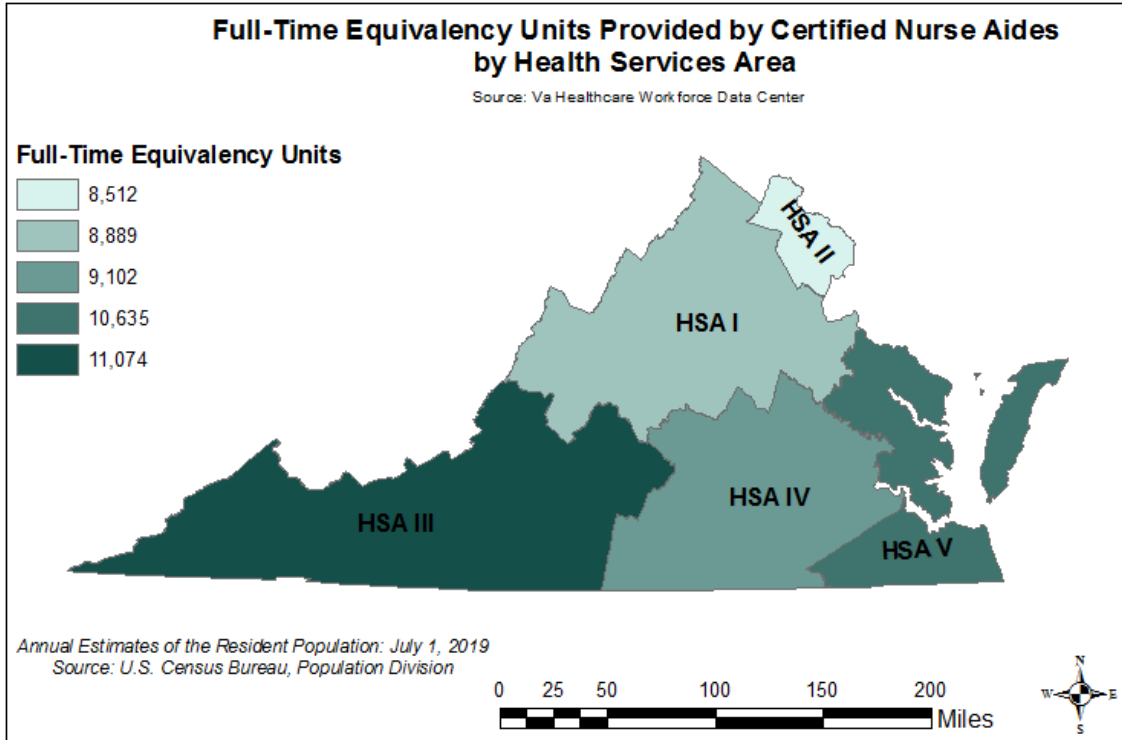 Full-Time Equivalency Units Provided by Certified Nurse Aides
by Health Services Area
Source: Va Healthcare Workforce Data Center
Full-Time Equivalency Units
8,512
8,889
9,102
10,635
11,074
HSA II
HSA I
HSA IV
HSA III
HSA V
Annual Estimates of the Resident Population: July 1, 2019
Source: U.S. Census Bureau, Population Division
0 25 50 100 150 200
Miles
N
W E
S